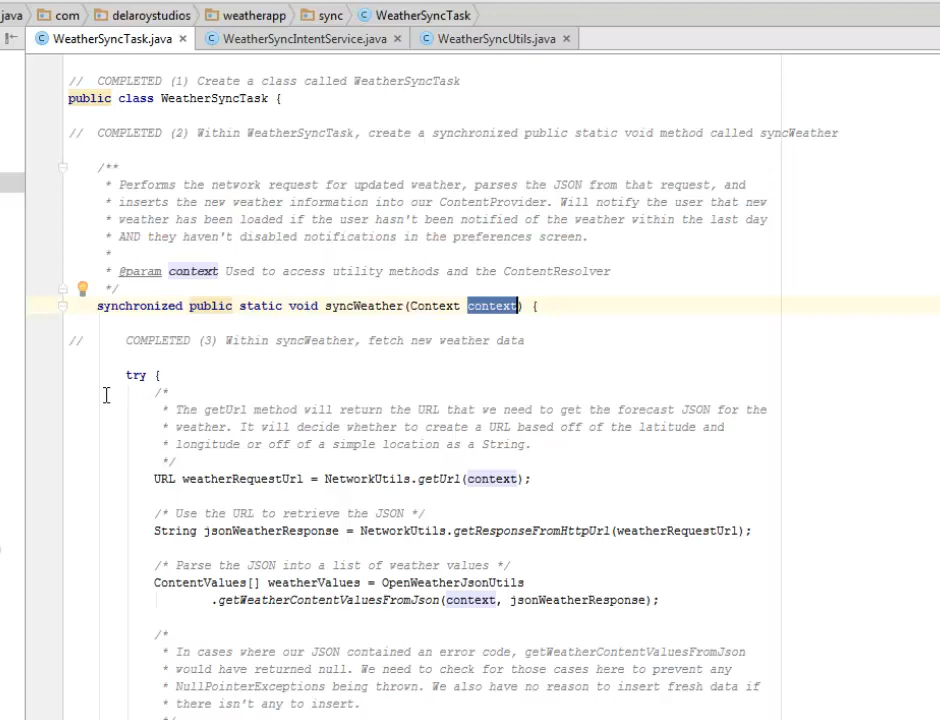 java com delaroystudios weatherapp sync WeatherSyncTask
WeatherSyncTask.java WeatherSyncIntentService.java WeatherSyncUtils.java
// COMPLETED (1) Create a class called WeatherSyncTask
public class WeatherSyncTask {
// COMPLETED (2) Within WeatherSyncTask, create a synchronized public static void method called syncWeather
/**
* Performs the network request for updated weather, parses the JSON from that request, and
* inserts the new weather information into our ContentProvider. Will notify the user that new
* weather has been loaded if the user hasn't been notified of the weather within the last day
* AND they haven't disabled notifications in the preferences screen.
*
* @param context Used to access utility methods and the ContentResolver
*/
synchronized public static void syncWeather(Context context) {
// COMPLETED (3) Within syncWeather, fetch new weather data
try {
/*
* The getUrl method will return the URL that we need to get the forecast JSON for the
* weather. It will decide whether to create a URL based off of the latitude and
* longitude or off of a simple location as a String.
*/
URL weatherRequestUrl = NetworkUtils.getUrl(context);
/* Use the URL to retrieve the JSON */
String jsonWeatherResponse = NetworkUtils.getResponseFromHttpUrl(weatherRequestUrl);
/* Parse the JSON into a list of weather values */
ContentValues[] weatherValues = OpenWeatherJsonUtils
.getWeatherContentValuesFromJson(context, jsonWeatherResponse);
/*
* In cases where our JSON contained an error code, getWeatherContentValuesFromJson
* would have returned null. We need to check for those cases here to prevent any
* NullPointerExceptions being thrown. We also have no reason to insert fresh data if
* there isn't any to insert.
*/